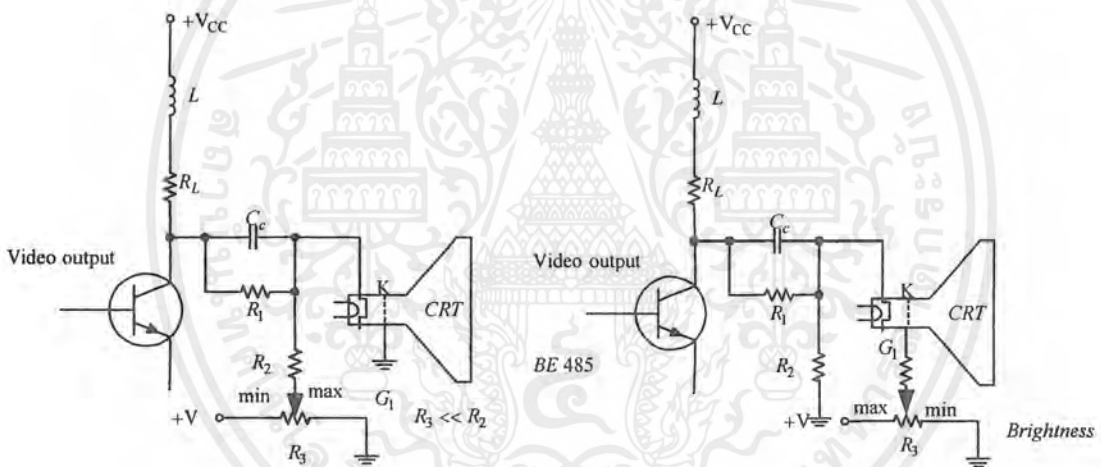 +V_CC
L
R_L
C_c
Video output
R_1
K
CRT
R_2
min
max
G_1
+V
R_3
R_3 << R_2
+V_CC
L
R_L
C_c
Video output
R_1
K
CRT
BE 485
R_2
G_1
+V
max
min
R_3
Brightness